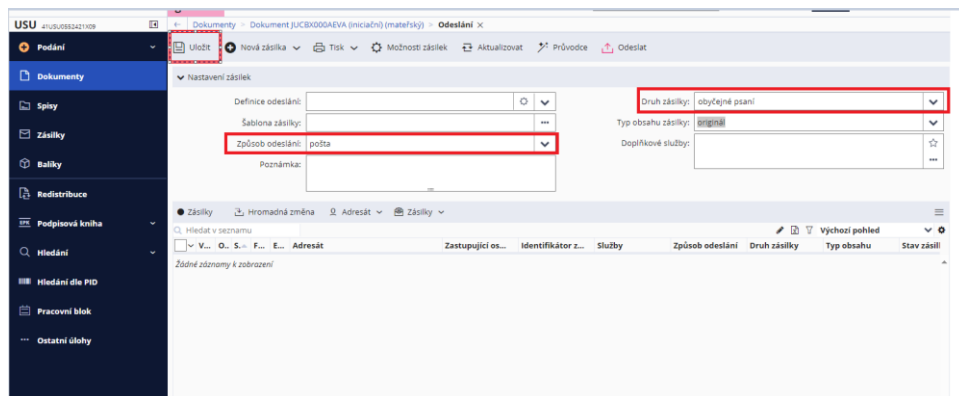 USU 41USU0552421X09
← Dokumenty > Dokument JUCBX000AEVA (iniciační) (mateřský) > Odeslání ×
Podání
Uložit Nová zásilka Tisk Možnosti zásilek Aktualizovat Průvodce Odeslat
Dokumenty
Nastavení zásilek
Spisy
Definice odeslání:
Druh zásilky: obyčejné psaní
Šablona zásilky:
Typ obsahu zásilky: originál
Zásilky
Způsob odeslání: pošta
Doplňkové služby:
Balíky
Poznámka:
Redistribuce
Zásilky Hromadná změna Adresát Zásilky
Podpisová kniha
Hledat v seznamu
Výchozí pohled
V... O.. S.. F... E... Adresát Zastupující os... Identifikátor z... Služby Způsob odeslání Druh zásilky Typ obsahu Stav zásil
Hledání
Žádné záznamy k zobrazení
Hledání dle PID
Pracovní blok
Ostatní úlohy